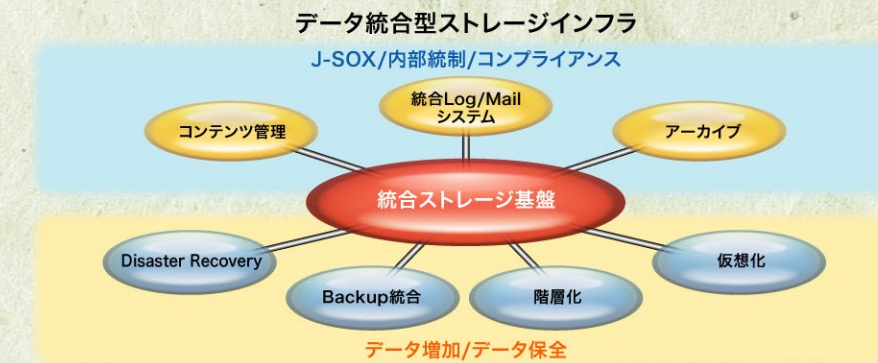 データ統合型ストレージインフラ
J-SOX/内部統制/コンプライアンス
統合Log/Mail
システム
コンテンツ管理
アーカイブ
統合ストレージ基盤
Disaster Recovery
仮想化
Backup統合
階層化
データ増加/データ保全